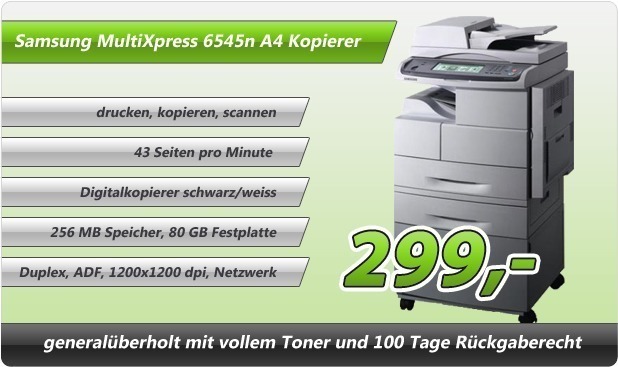 Samsung MultiXpress 6545n A4 Kopierer
drucken, kopieren, scannen
43 Seiten pro Minute
Digitalkopierer schwarz/weiss
256 MB Speicher, 80 GB Festplatte
Duplex, ADF, 1200x1200 dpi, Netzwerk
299,-
generalüberholt mit vollem Toner und 100 Tage Rückgaberecht